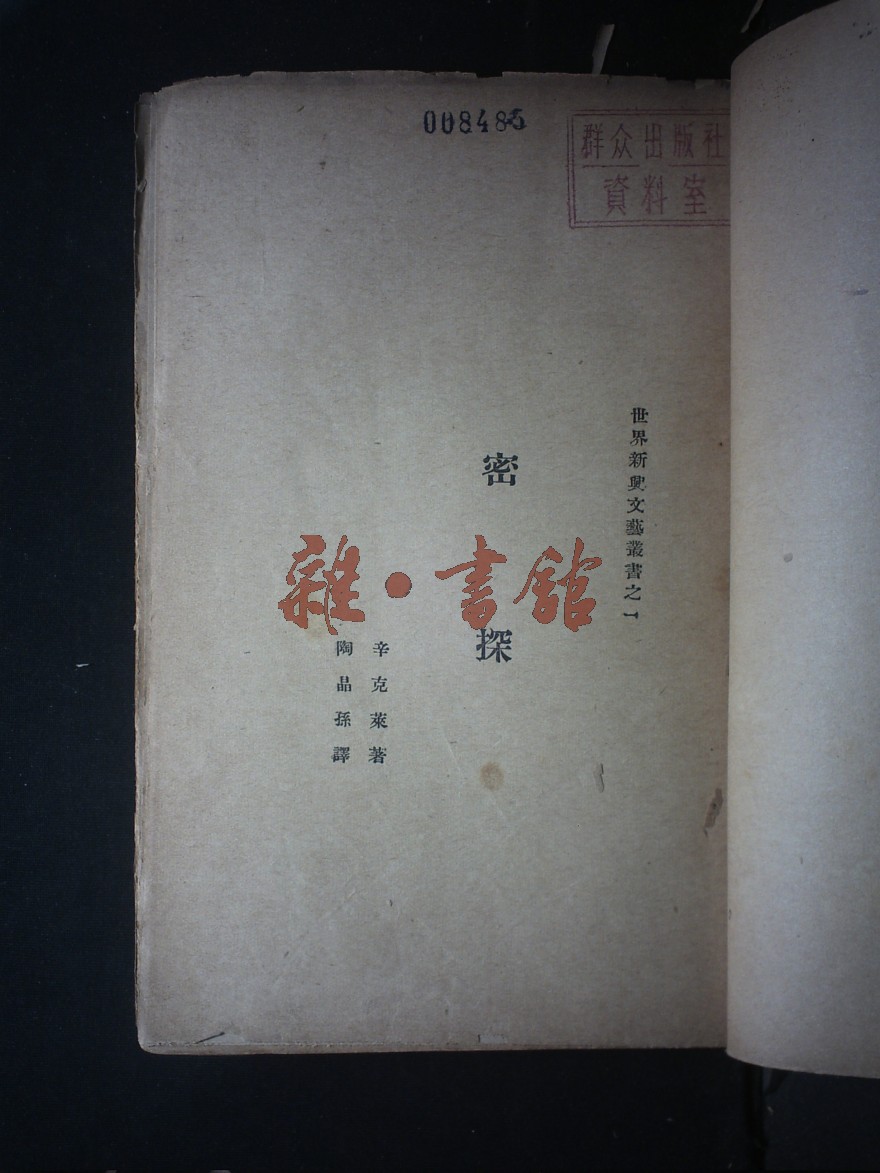 008485
群众出版社
資料室
世界新興文藝叢書之一
密探
辛克萊著
陶晶孫譯
雜·書館